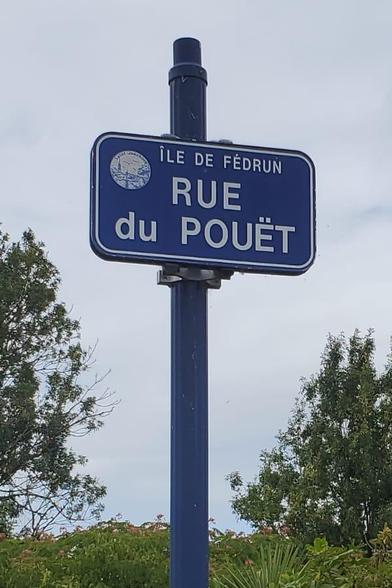 ÎLE DE FÉDRUN
RUE
du POUËT